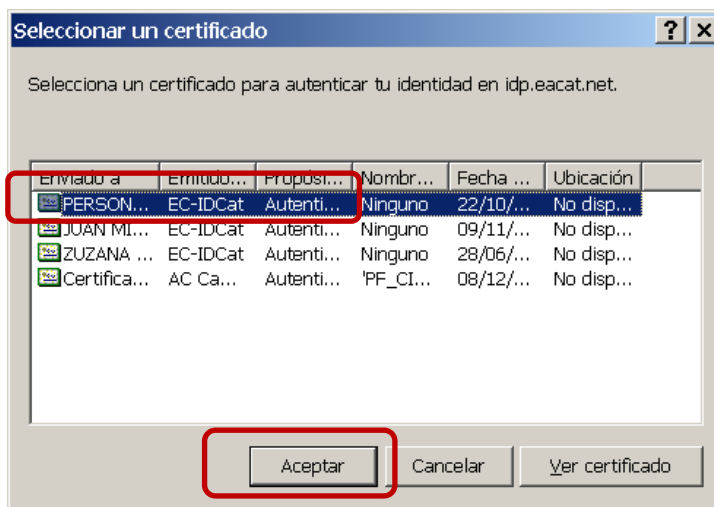 Seleccionar un certificado
Selecciona un certificado para autenticar tu identidad en idp.eacat.net.
Enviado a Emitido... Propósi... Nombr... Fecha ... Ubicación
PERSON... EC-IDCat Autenti... Ninguno 22/10/... No disp...
JUAN MI... EC-IDCat Autenti... Ninguno 09/11/... No disp...
ZUZANA ... EC-IDCat Autenti... Ninguno 28/06/... No disp...
Certifica... AC Ca... Autenti... 'PF_CI... 08/12/... No disp...
Aceptar Cancelar Ver certificado